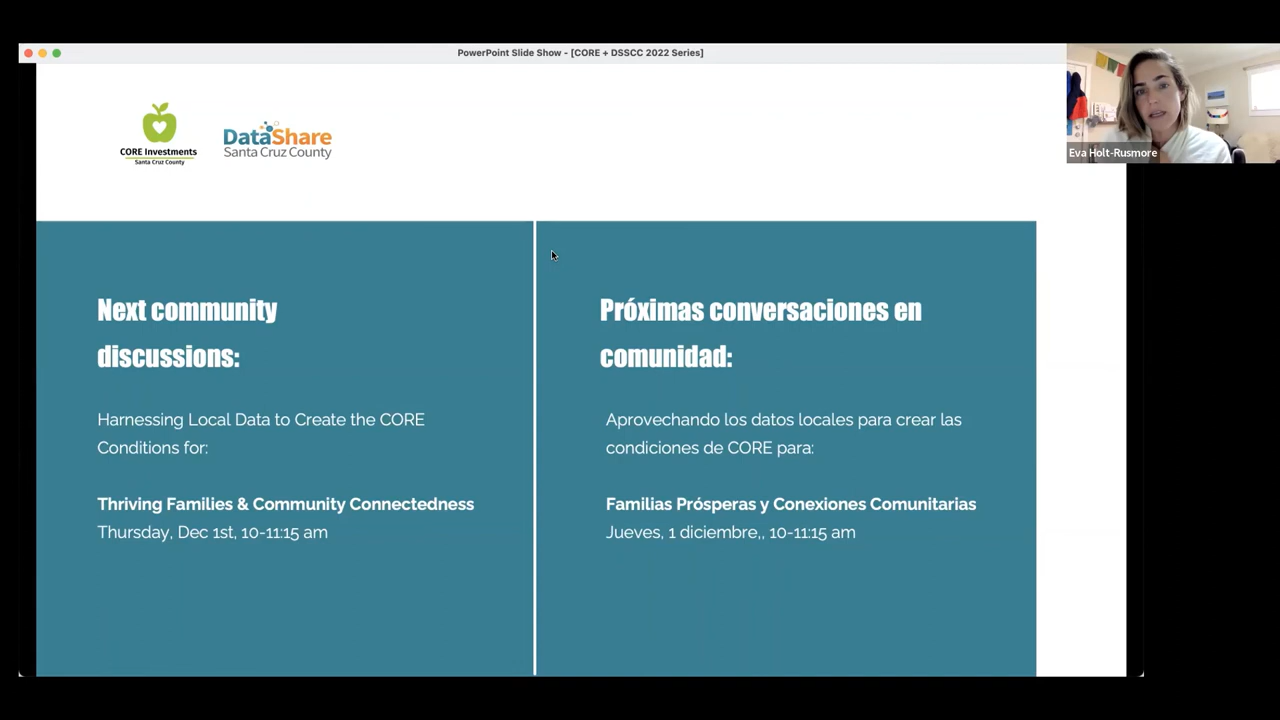 PowerPoint Slide Show - [CORE + DSSCC 2022 Series]
CORE Investments
Santa Cruz County
DataShare
Santa Cruz County
Eva Holt-Rusmore
Next community
discussions:
Harnessing Local Data to Create the CORE
Conditions for:
Thriving Families & Community Connectedness
Thursday, Dec 1st, 10-11:15 am
Próximas conversaciones en
comunidad:
Aprovechando los datos locales para crear las
condiciones de CORE para:
Familias Prósperas y Conexiones Comunitarias
Jueves, 1 diciembre,, 10-11:15 am